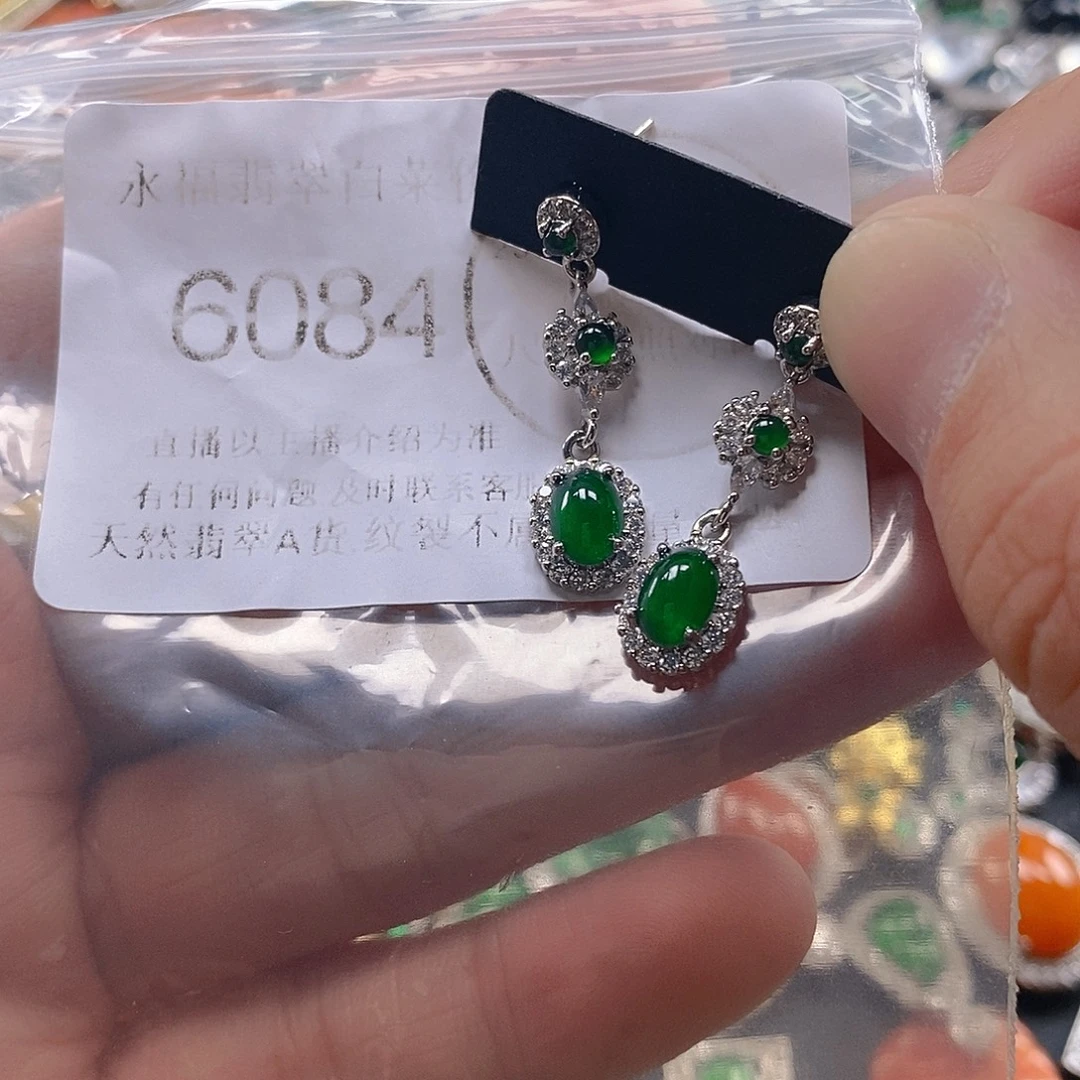 永福翡翠白菜
6084
直播以主播介绍为准
有任何问题及时联系客服
天然翡翠A货 纹裂不